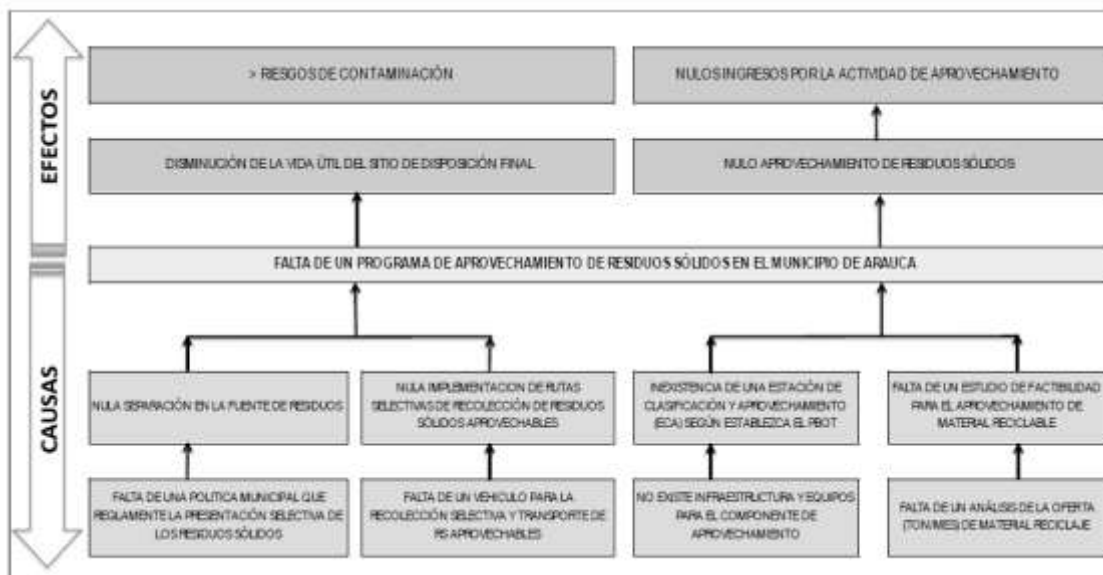 EFECTOS
> RIESGOS DE CONTAMINACIÓN
NULOS INGRESOS POR LA ACTIVIDAD DE APROVECHAMIENTO
DISMINUCIÓN DE LA VIDA ÚTIL DEL SITIO DE DISPOSICIÓN FINAL
NULO APROVECHAMIENTO DE RESIDUOS SÓLIDOS
FALTA DE UN PROGRAMA DE APROVECHAMIENTO DE RESIDUOS SÓLIDOS EN EL MUNICIPIO DE ARAUCA
CAUSAS
NULA SEPARACIÓN EN LA FUENTE DE RESIDUOS
NULA IMPLEMENTACION DE RUTAS
SELECTIVAS DE RECOLECCIÓN DE RESIDUOS
SÓLIDOS APROVECHABLES
INEXISTENCIA DE UNA ESTACIÓN DE
CLASIFICACIÓN Y APROVECHAMIENTO
(ECA) SEGÚN ESTABLEZCA EL PBOT
FALTA DE UN ESTUDIO DE FACTIBILIDAD
PARA EL APROVECHAMIENTO DE
MATERIAL RECICLABLE
FALTA DE UNA POLITICA MUNICIPAL QUE
REGLAMENTE LA PRESENTACIÓN SELECTIVA DE
LOS RESIDUOS SÓLIDOS
FALTA DE UN VEHICULO PARA LA
RECOLECCIÓN SELECTIVA Y TRANSPORTE DE
RS APROVECHABLES
NO EXISTE INFRAESTRUCTURA Y EQUIPOS
PARA EL COMPONENTE DE
APROVECHAMIENTO
FALTA DE UN ANÁLISIS DE LA OFERTA
(TON/MES) DE MATERIAL RECICLAJE